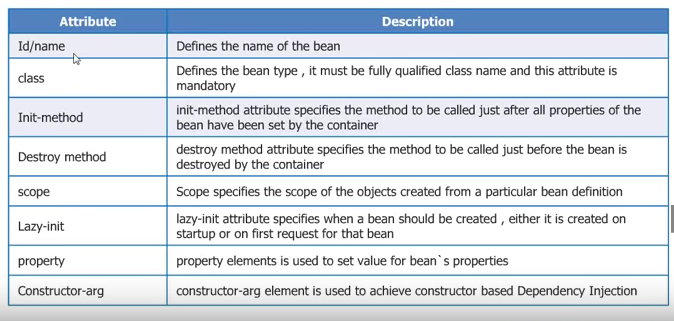 Attribute Description
Id/name Defines the name of the bean
class Defines the bean type , it must be fully qualified class name and this attribute is
mandatory
Init-method init-method attribute specifies the method to be called just after all properties of the
bean have been set by the container
Destroy method destroy method attribute specifies the method to be called just before the bean is
destroyed by the container
scope Scope specifies the scope of the objects created from a particular bean definition
Lazy-init lazy-init attribute specifies when a bean should be created , either it is created on
startup or on first request for that bean
property property elements is used to set value for bean`s properties
Constructor-arg constructor-arg element is used to achieve constructor based Dependency Injection